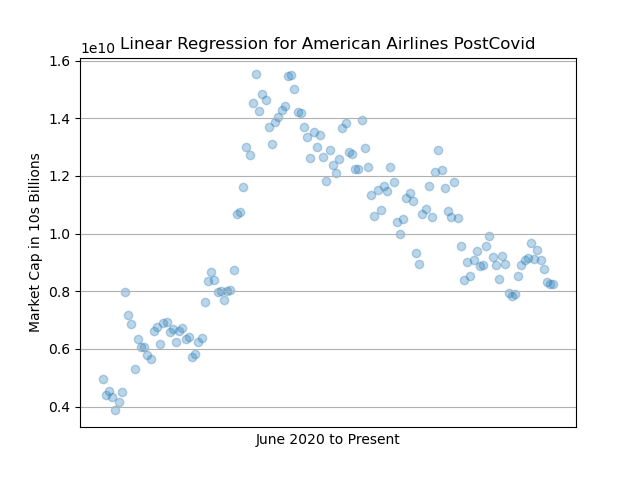 Linear Regression for American Airlines PostCovid
1e10
1.6
1.4
1.2
1.0
0.8
0.6
0.4
Market Cap in 10s Billions
June 2020 to Present